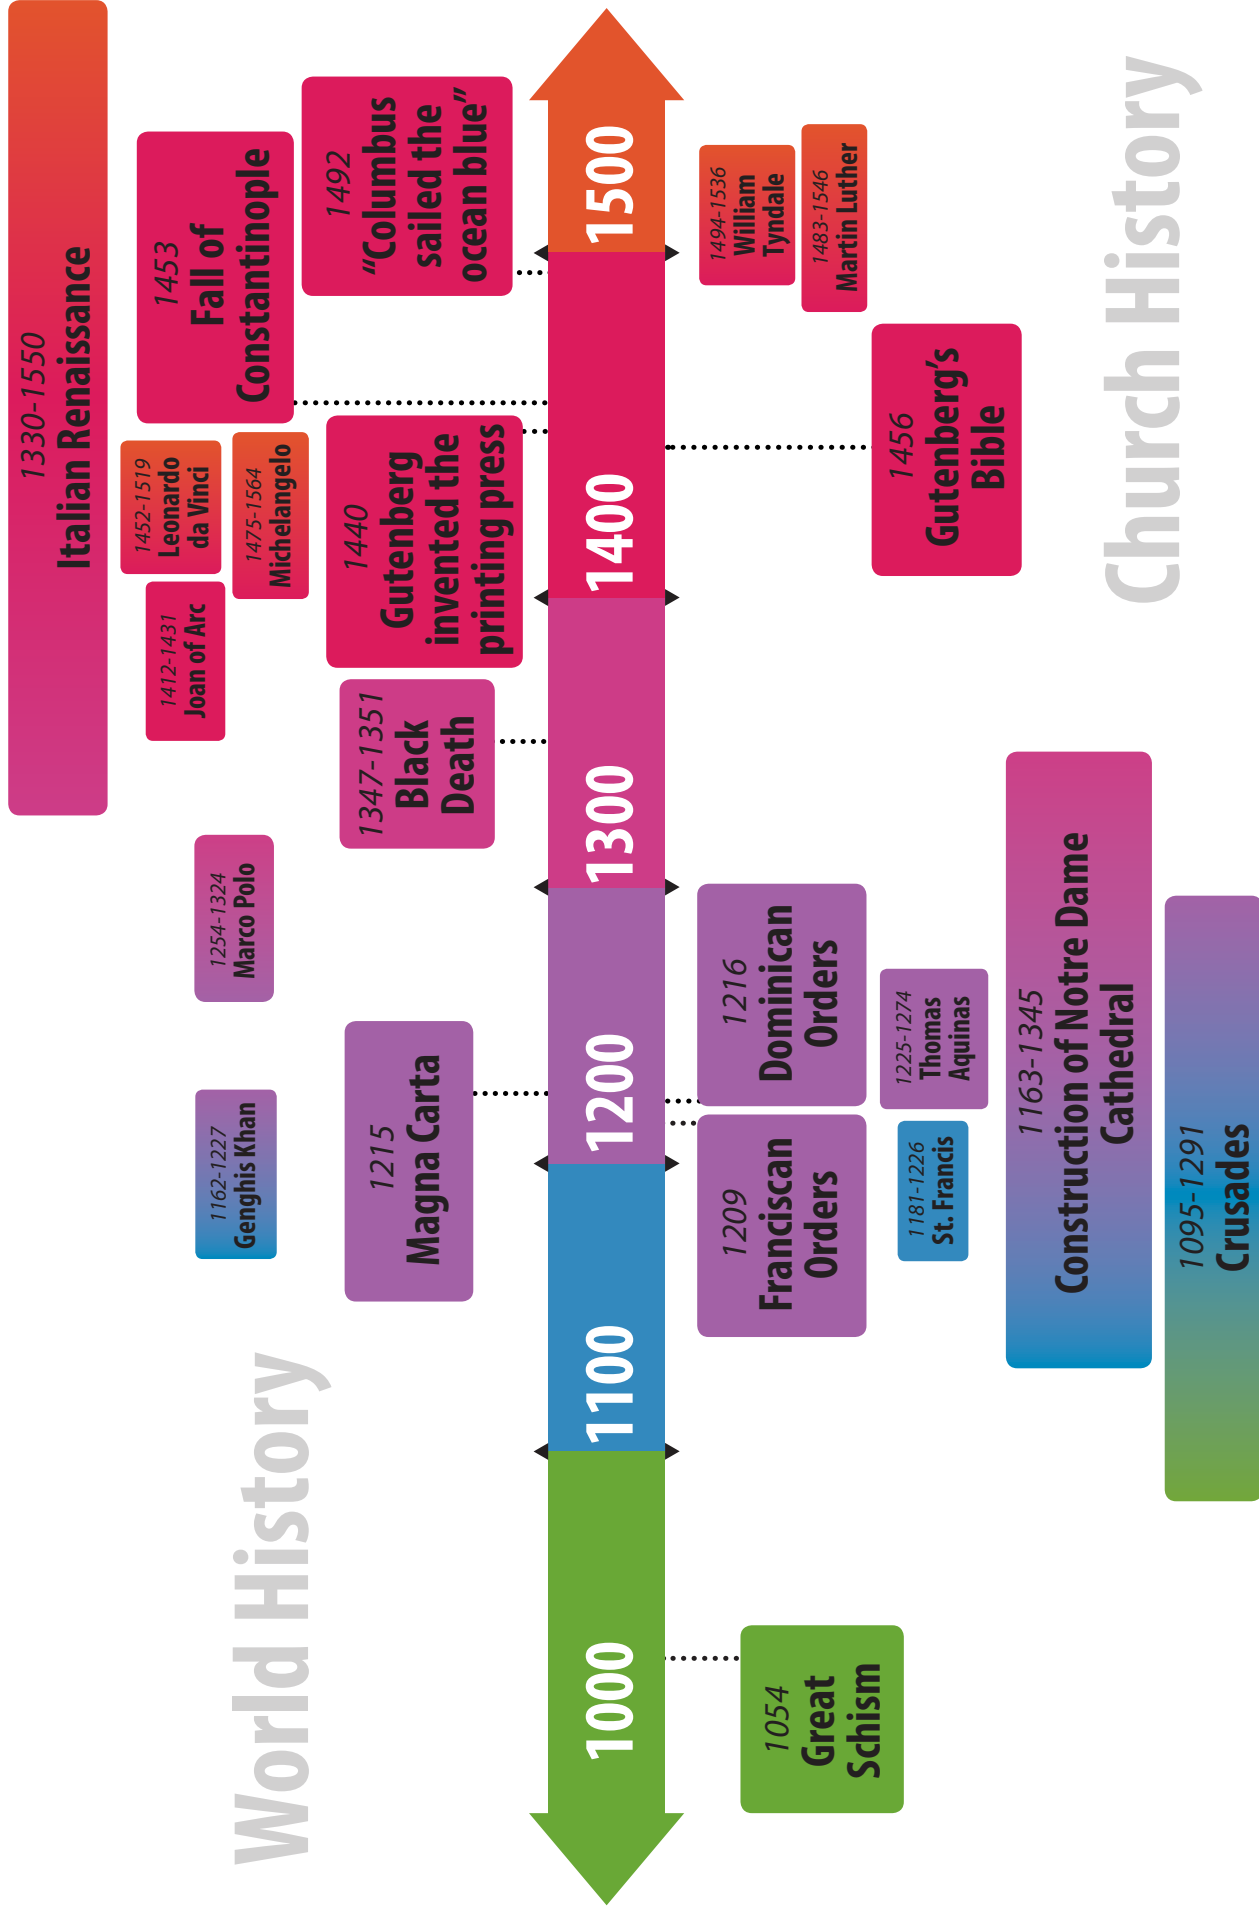 World History
1330-1550
Italian Renaissance
1162-1227
Genghis Khan
1254-1324
Marco Polo
1412-1431
Joan of Arc
1452-1519
Leonardo
da Vinci
1475-1564
Michelangelo
1453
Fall of
Constantinople
1215
Magna Carta
1347-1351
Black
Death
1440
Gutenberg
invented the
printing press
1492
“Columbus
sailed the
ocean blue”
1000
1100
1200
1300
1400
1500
1054
Great
Schism
1209
Franciscan
Orders
1216
Dominican
Orders
1181-1226
St. Francis
1225-1274
Thomas
Aquinas
1456
Gutenberg’s
Bible
1494-1536
William
Tyndale
1483-1546
Martin Luther
1163-1345
Construction of Notre Dame
Cathedral
1095-1291
Crusades
Church History